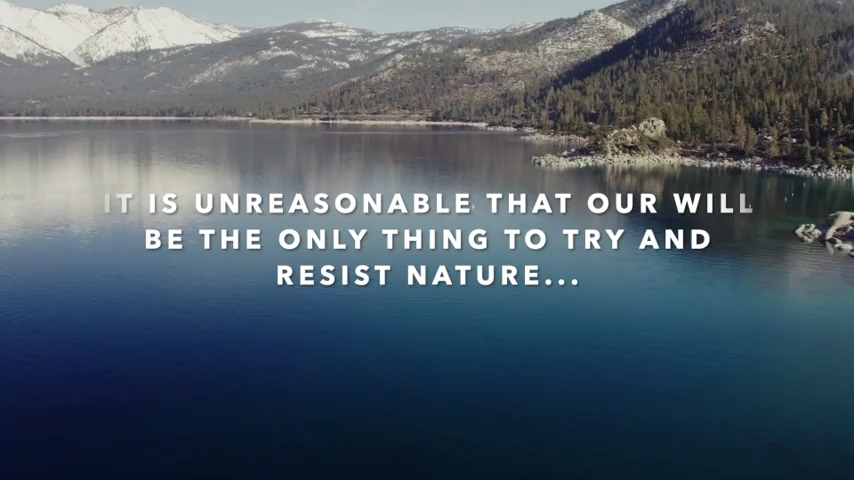 IT IS UNREASONABLE THAT OUR WILL
BE THE ONLY THING TO TRY AND
RESIST NATURE...